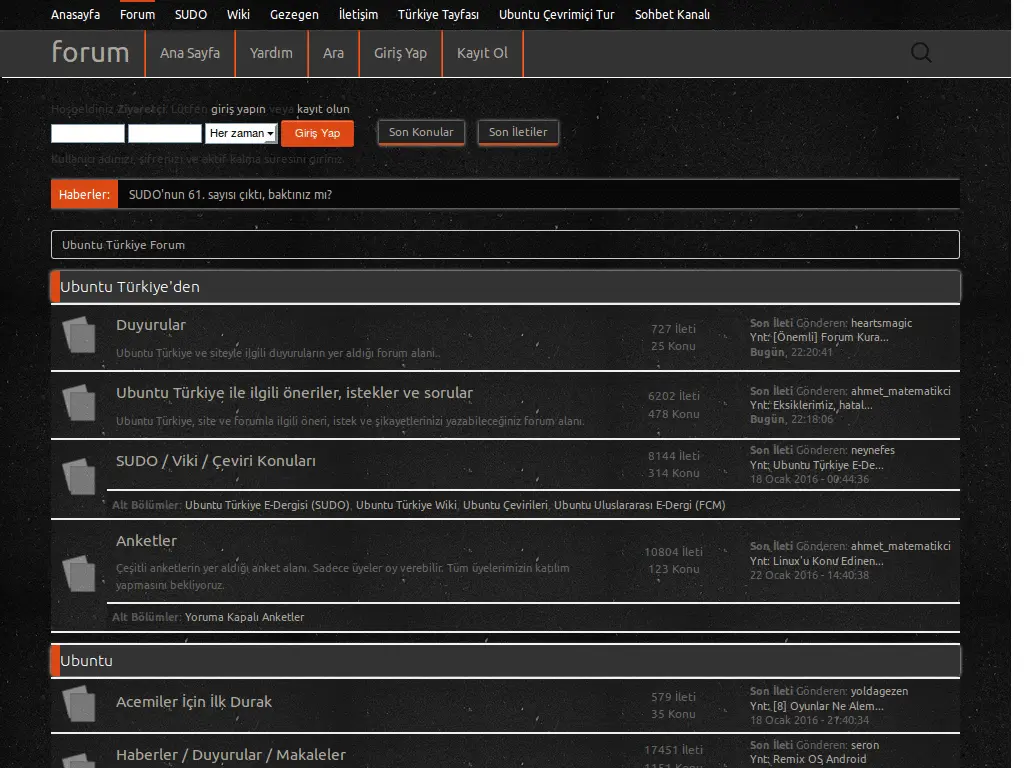 Anasayfa Forum SUDO Wiki Gezegen İletişim Türkiye Tayfası Ubuntu Çevrimiçi Tur Sohbet Kanalı
forum Ana Sayfa Yardım Ara Giriş Yap Kayıt Ol
Hoşgeldiniz Ziyaretçi. Lütfen giriş yapın veya kayıt olun
Her zaman Giriş Yap Son Konular Son İletiler
Kullanıcı adınızı, şifrenizi ve aktif kalma süresini giriniz
Haberler: SUDO'nun 61. sayısı çıktı, baktınız mı?
Ubuntu Türkiye Forum
Ubuntu Türkiye'den
Duyurular
Ubuntu Türkiye ve siteyle ilgili duyuruların yer aldığı forum alanı..
727 İleti
25 Konu
Son İleti Gönderen: heartsmagic
Ynt: [Önemli] Forum Kura...
Bugün, 22:20:41
Ubuntu Türkiye ile ilgili öneriler, istekler ve sorular
Ubuntu Türkiye, site ve forumla ilgili öneri, istek ve şikayetlerinizi yazabileceğiniz forum alanı.
6202 İleti
478 Konu
Son İleti Gönderen: ahmet_matematikci
Ynt: Eksiklerimiz, hatal...
Bugün, 22:18:06
SUDO / Viki / Çeviri Konuları
8144 İleti
314 Konu
Son İleti Gönderen: neynefes
Ynt: Ubuntu Türkiye E-De...
18 Ocak 2016 - 00:44:36
Alt Bölümler: Ubuntu Türkiye E-Dergisi (SUDO), Ubuntu Türkiye Wiki, Ubuntu Çevirileri, Ubuntu Uluslararası E-Dergi (FCM)
Anketler
Çeşitli anketlerin yer aldığı anket alanı. Sadece üyeler oy verebilir. Tüm üyelerimizin katılım
yapmasını bekliyoruz.
10804 İleti
123 Konu
Son İleti Gönderen: ahmet_matematikci
Ynt: Linux'u Konu Edinen...
22 Ocak 2016 - 14:40:38
Alt Bölümler: Yoruma Kapalı Anketler
Ubuntu
Acemiler İçin İlk Durak
579 İleti
35 Konu
Son İleti Gönderen: yoldagezen
Ynt: [8] Oyunlar Ne Alem...
18 Ocak 2016 - 21:40:34
Haberler / Duyurular / Makaleler
17451 İleti
1151 Konu
Son İleti Gönderen: seron
Ynt: Remix OS Android